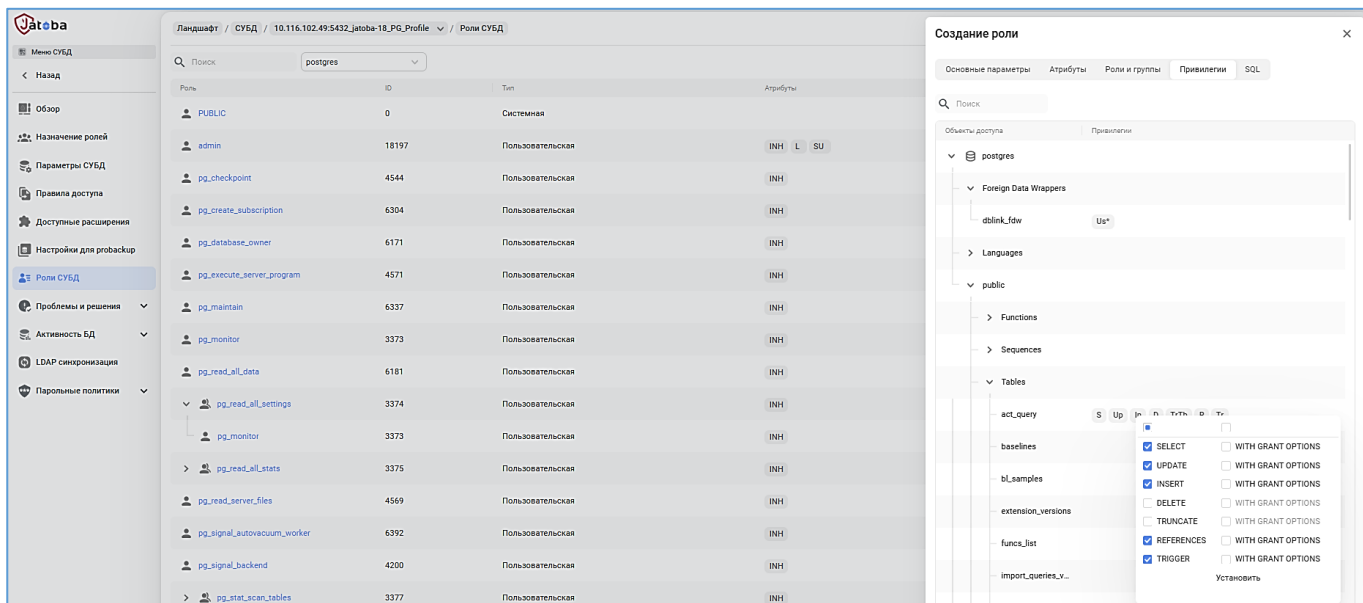 Jatoba
Меню СУБД
Назад
Обзор
Назначение ролей
Параметры СУБД
Правила доступа
Доступные расширения
Настройки для probackup
Роли СУБД
Проблемы и решения
Активность БД
LDAP синхронизация
Парольные политики
Ландшафт / СУБД / 10.116.102.49:5432_jatoba-18_PG_Profile / Роли СУБД
Поиск postgres
Роль ID Тип Атрибуты
PUBLIC 0 Системная
admin 18197 Пользовательская INH L SU
pg_checkpoint 4544 Пользовательская INH
pg_create_subscription 6304 Пользовательская INH
pg_database_owner 6171 Пользовательская INH
pg_execute_server_program 4571 Пользовательская INH
pg_maintain 6337 Пользовательская INH
pg_monitor 3373 Пользовательская INH
pg_read_all_data 6181 Пользовательская INH
pg_read_all_settings 3374 Пользовательская INH
pg_monitor 3373 Пользовательская INH
pg_read_all_stats 3375 Пользовательская INH
pg_read_server_files 4569 Пользовательская INH
pg_signal_autovacuum_worker 6392 Пользовательская INH
pg_signal_backend 4200 Пользовательская INH
pg_stat_scan_tables 3377 Пользовательская INH
Создание роли
Основные параметры Атрибуты Роли и группы Привилегии SQL
Поиск
Объекты доступа Привилегии
postgres
Foreign Data Wrappers
dblink_fdw Us*
Languages
public
Functions
Sequences
Tables
act_query S Up In D TrTh R Tr
baselines
bl_samples
extension_versions
funcs_list
import_queries_v...
SELECT WITH GRANT OPTIONS
UPDATE WITH GRANT OPTIONS
INSERT WITH GRANT OPTIONS
DELETE WITH GRANT OPTIONS
TRUNCATE WITH GRANT OPTIONS
REFERENCES WITH GRANT OPTIONS
TRIGGER WITH GRANT OPTIONS
Установить